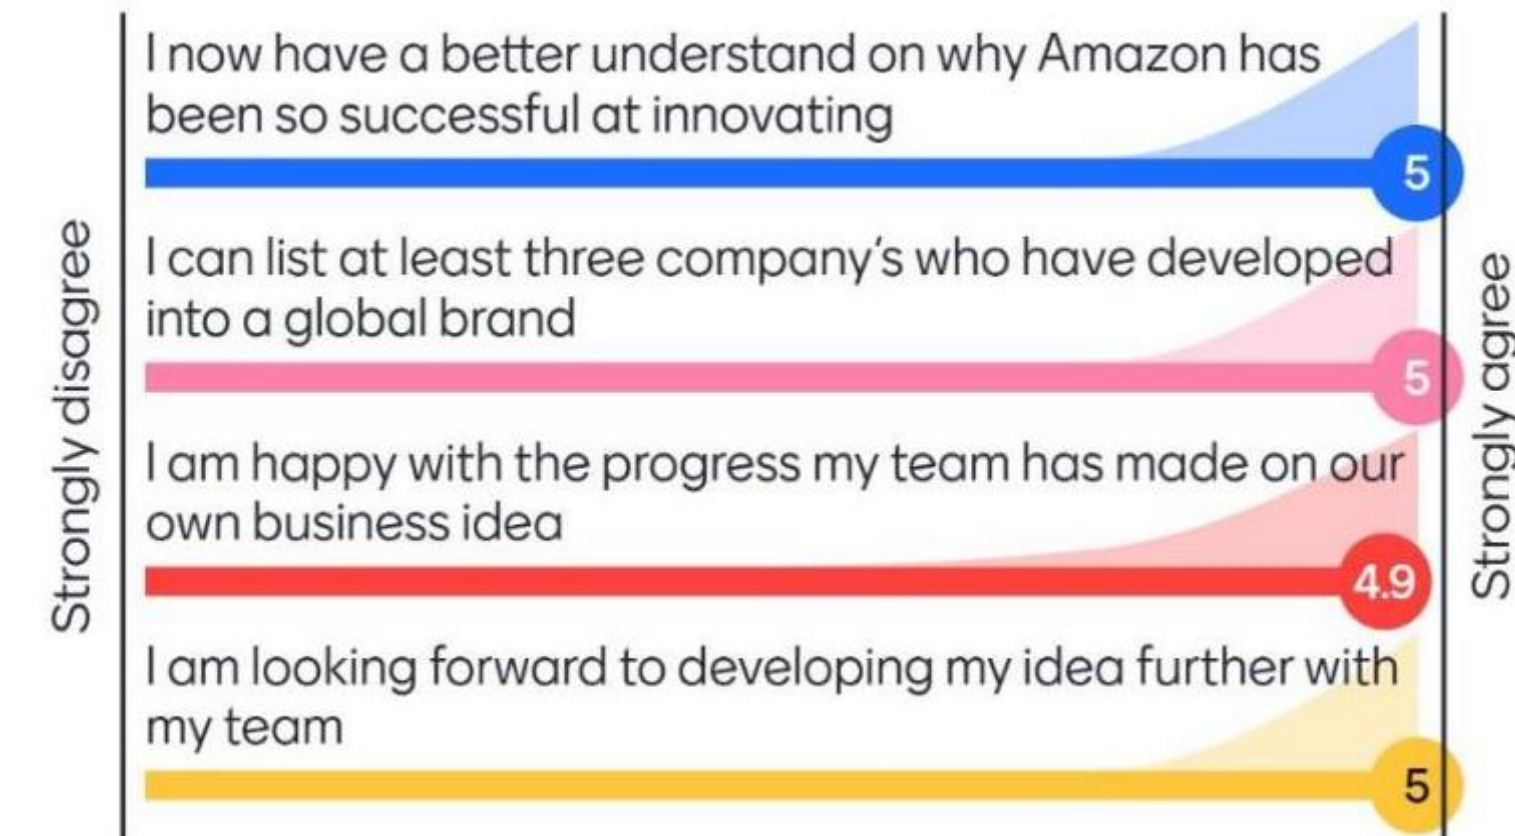 Strongly disagree
I now have a better understand on why Amazon has
been so successful at innovating
5
I can list at least three company's who have developed
into a global brand
5
I am happy with the progress my team has made on our
own business idea
4.9
I am looking forward to developing my idea further with
my team
5
Strongly agree